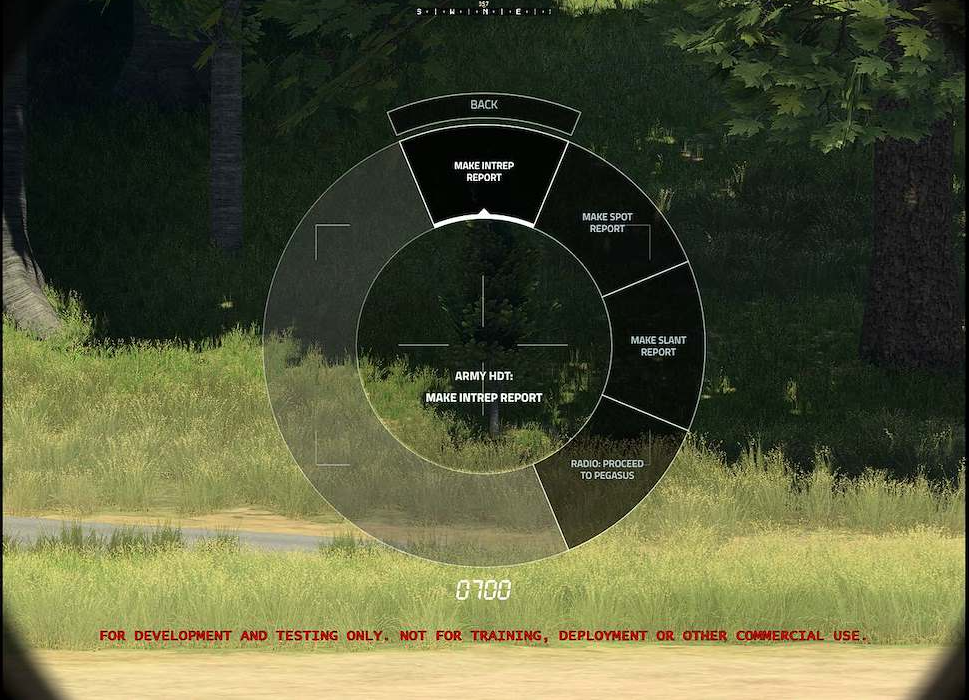 357
S W N E
BACK
MAKE INTREP
REPORT
MAKE SPOT
REPORT
MAKE SLANT
REPORT
ARMY HDT:
MAKE INTREP REPORT
RADIO: PROCEED
TO PEGASUS
0700
FOR DEVELOPMENT AND TESTING ONLY. NOT FOR TRAINING, DEPLOYMENT OR OTHER COMMERCIAL USE.